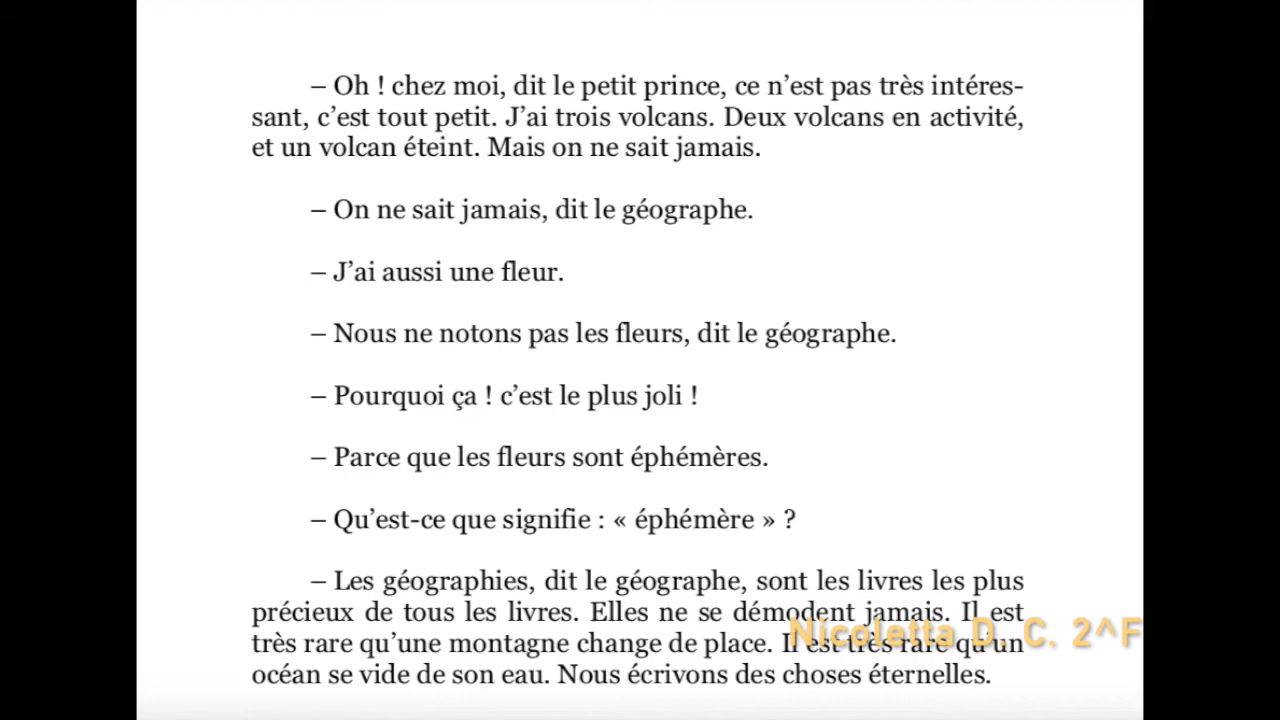 – Oh ! chez moi, dit le petit prince, ce n’est pas très intéres-
sant, c’est tout petit. J’ai trois volcans. Deux volcans en activité,
et un volcan éteint. Mais on ne sait jamais.
– On ne sait jamais, dit le géographe.
– J’ai aussi une fleur.
– Nous ne notons pas les fleurs, dit le géographe.
– Pourquoi ça ! c’est le plus joli !
– Parce que les fleurs sont éphémères.
– Qu’est-ce que signifie : « éphémère » ?
– Les géographies, dit le géographe, sont les livres les plus
précieux de tous les livres. Elles ne se démodent jamais. Il est
très rare qu’une montagne change de place. Il est très rare qu’un
océan se vide de son eau. Nous écrivons des choses éternelles.
Nicoletta D. C. 2^F